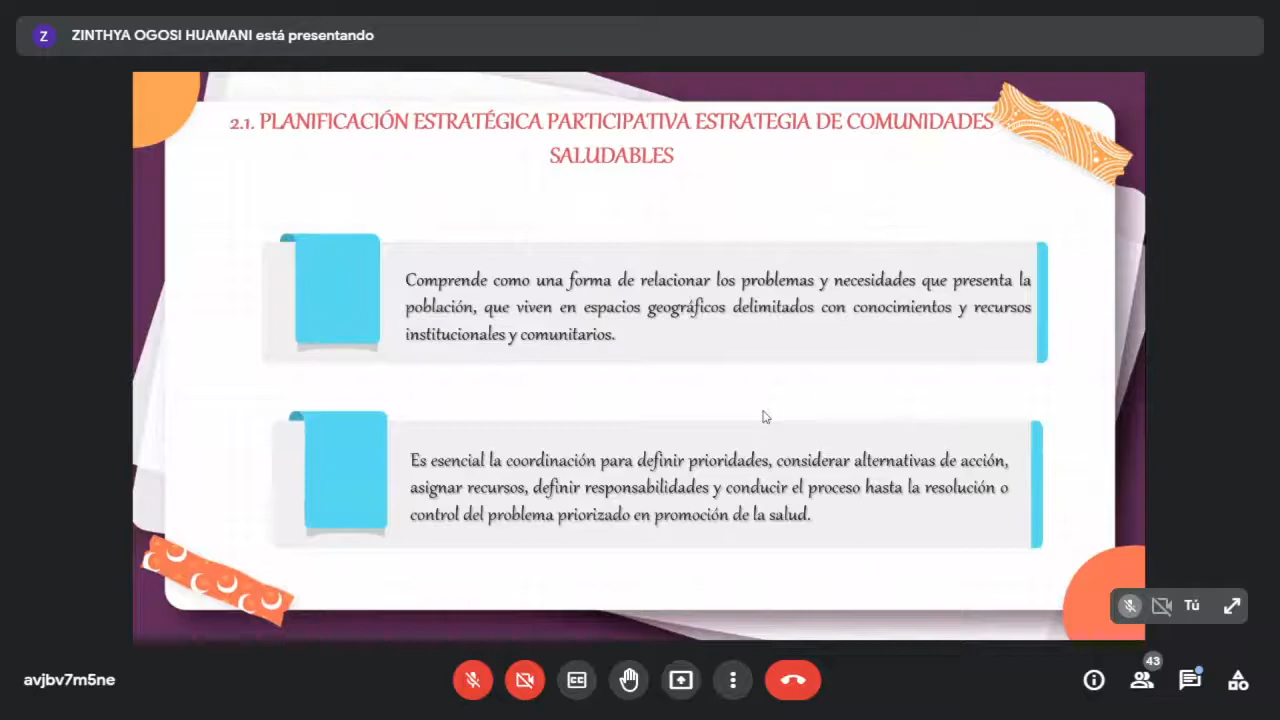 Z ZINTHYA OGOSI HUAMANI está presentando
2.1. PLANIFICACIÓN ESTRATÉGICA PARTICIPATIVA ESTRATEGIA DE COMUNIDADES
SALUDABLES
Comprende como una forma de relacionar los problemas y necesidades que presenta la
población, que viven en espacios geográficos delimitados con conocimientos y recursos
institucionales y comunitarios.
Es esencial la coordinación para definir prioridades, considerar alternativas de acción,
asignar recursos, definir responsabilidades y conducir el proceso hasta la resolución o
control del problema priorizado en promoción de la salud.
Tú
avjbv7m5ne
CC
43